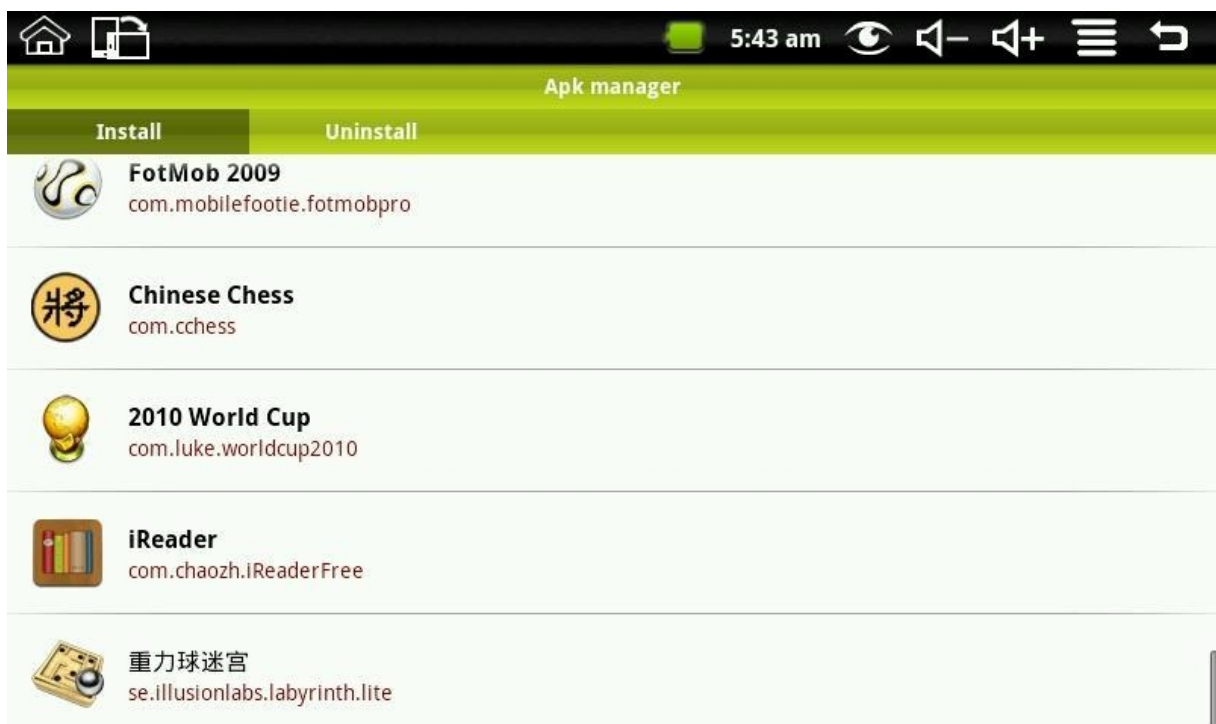 5:43 am
Apk manager
Install
Uninstall
FotMob 2009
com.mobilefootie.fotmobpro
將
Chinese Chess
com.cchess
2010 World Cup
com.luke.worldcup2010
iReader
com.chaozh.iReaderFree
重力球迷宫
se.illusionlabs.labyrinth.lite